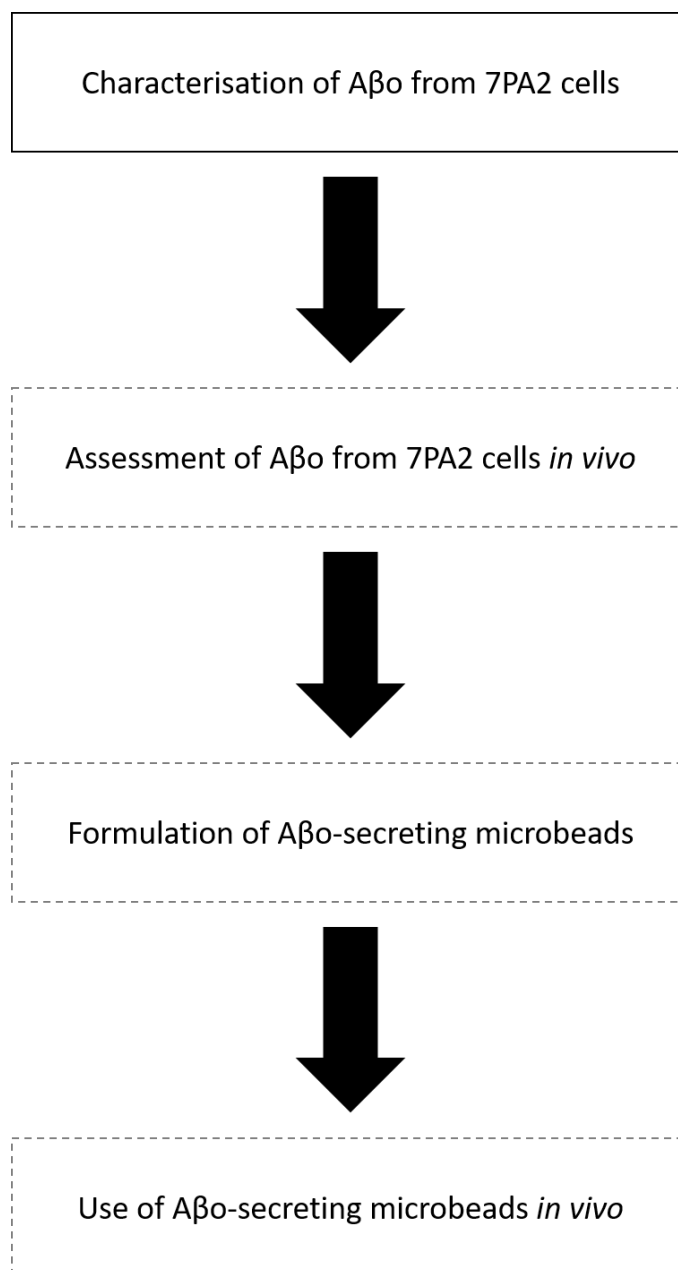 Characterisation of Aβo from 7PA2 cells
Assessment of Aβo from 7PA2 cells in vivo
Formulation of Aβo-secreting microbeads
Use of Aβo-secreting microbeads in vivo